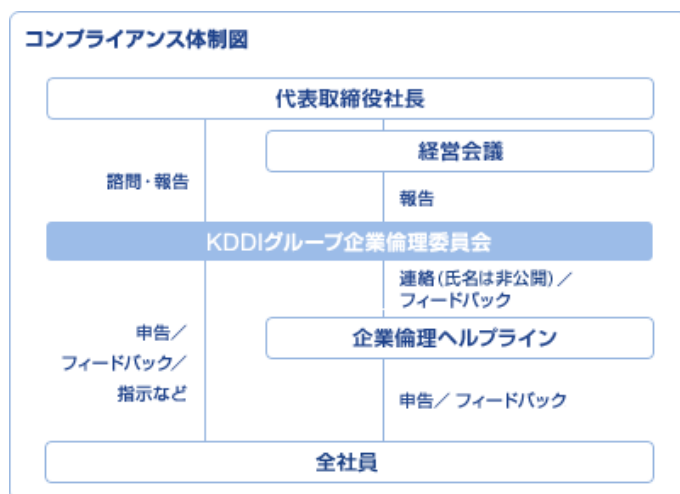 コンプライアンス体制図
代表取締役社長
経営会議
諮問・報告
報告
KDDIグループ企業倫理委員会
連絡(氏名は非公開)／
フィードバック
企業倫理ヘルプライン
申告／
フィードバック／
指示など
申告／フィードバック
全社員